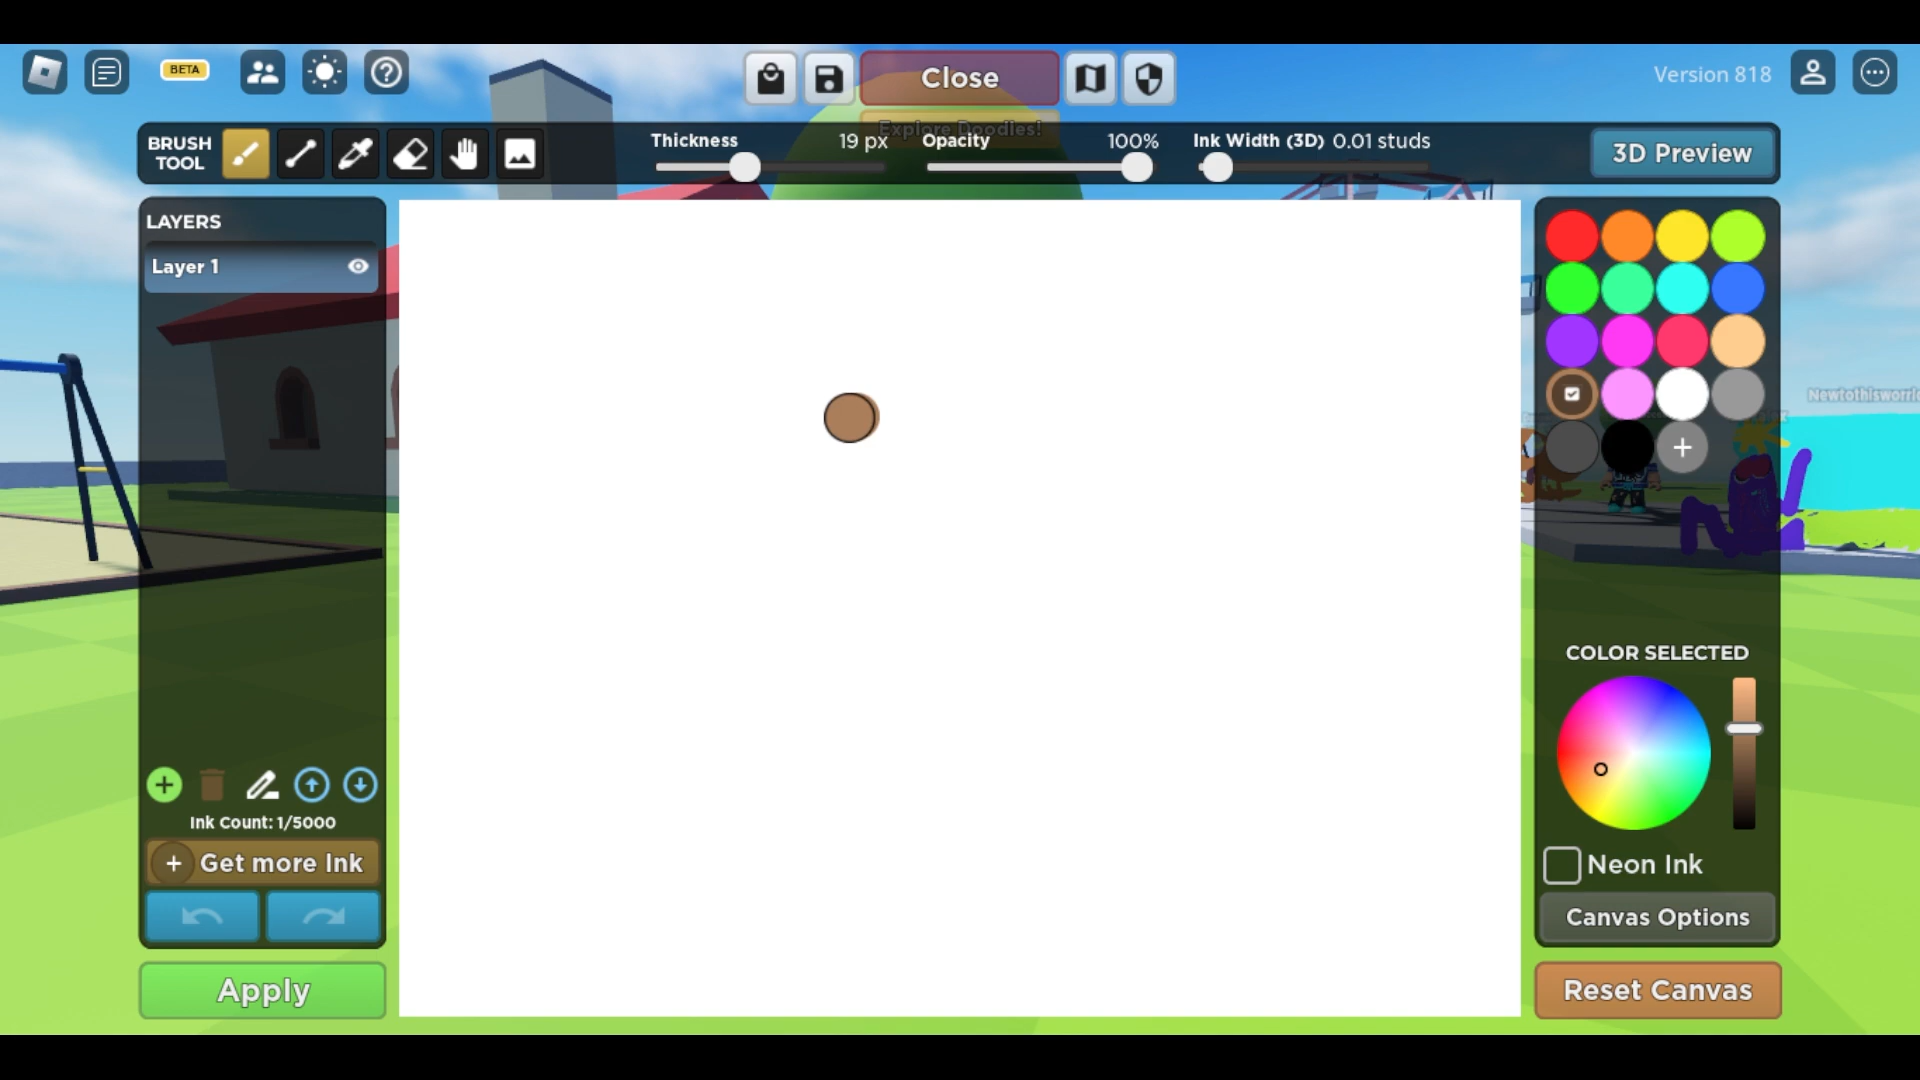 BETA
Close
Version 818
Explore Doodles!
BRUSH
TOOL
Thickness
19 px
Opacity
100%
Ink Width (3D) 0.01 studs
3D Preview
LAYERS
Layer 1
COLOR SELECTED
Ink Count: 1/5000
+ Get more Ink
Neon Ink
Canvas Options
Apply
Reset Canvas